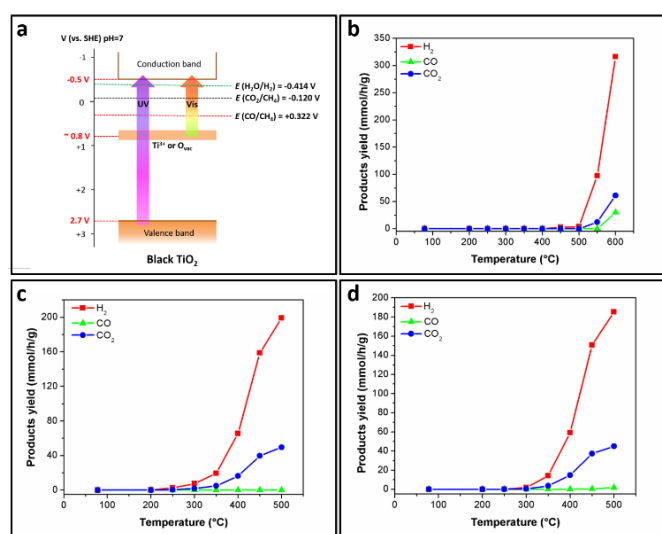 a
V (vs. SHE) pH=7
-1
Conduction band
-0.5 V
E (H₂O/H₂) = -0.414 V
0
UV
Vis
E (CO₂/CH₄) = -0.120 V
E (CO/CH₄) = +0.322 V
~ 0.8 V
+1
Ti³⁺ or Oᵥₐc
+2
2.7 V
+3
Valence band
Black TiO₂
b
H₂
CO
CO₂
Products yield (mmol/h/g)
350
300
250
200
150
100
50
0
0 100 200 300 400 500 600
Temperature (°C)
c
H₂
CO
CO₂
Products yield (mmol/h/g)
200
160
120
80
40
0
0 100 200 300 400 500
Temperature (°C)
d
H₂
CO
CO₂
Products yield (mmol/h/g)
200
180
160
140
120
100
80
60
40
20
0
0 100 200 300 400 500
Temperature (°C)